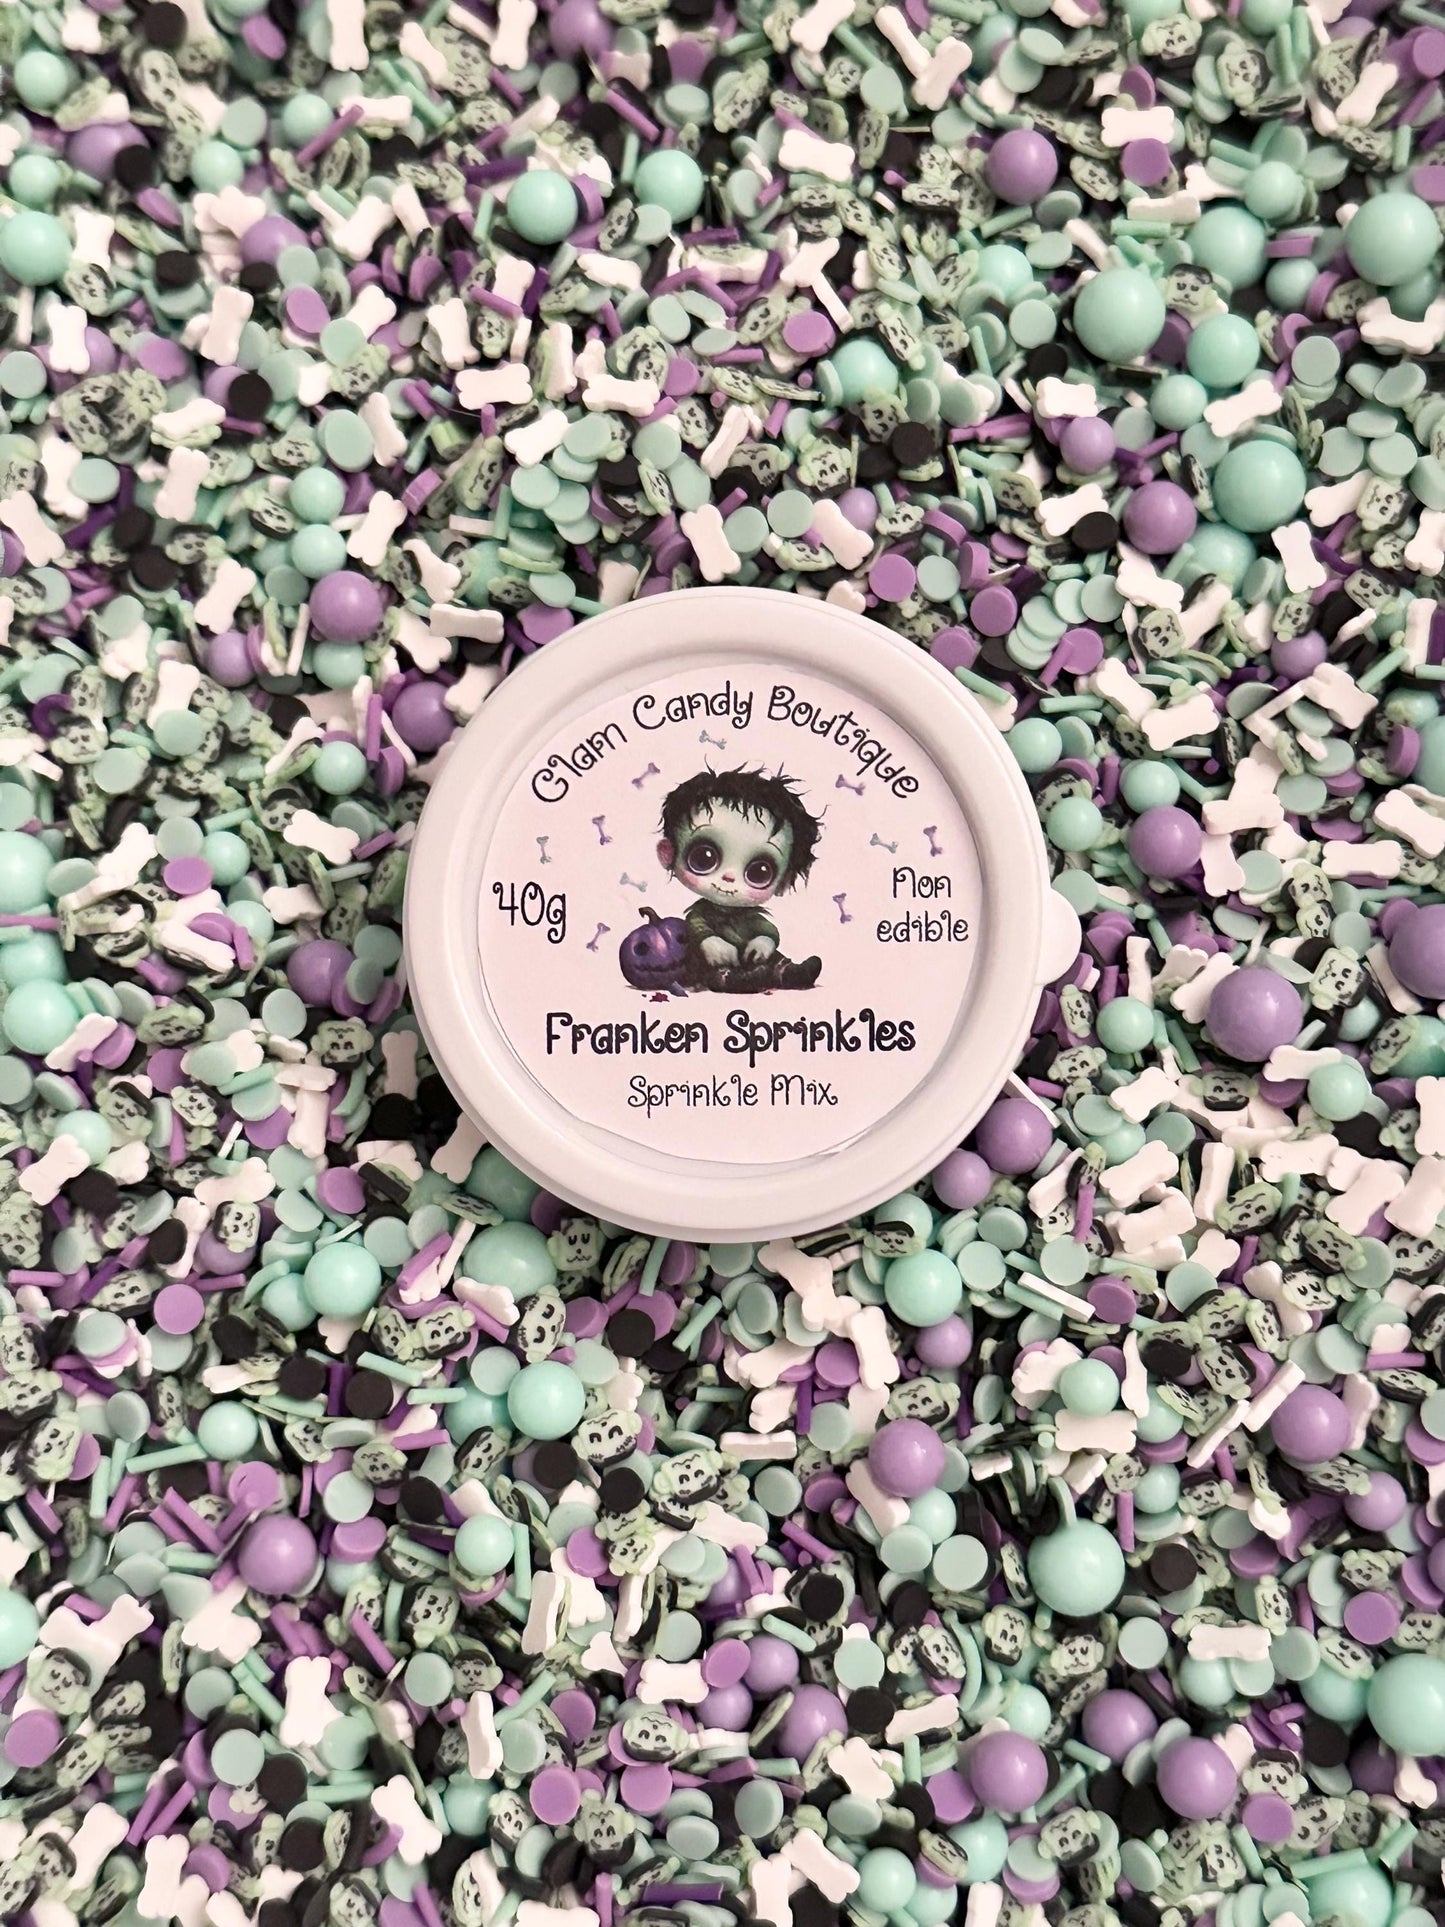 Glam Candy Boutique
40g
Non
edible
Franken Sprinkles
Sprinkle Mix